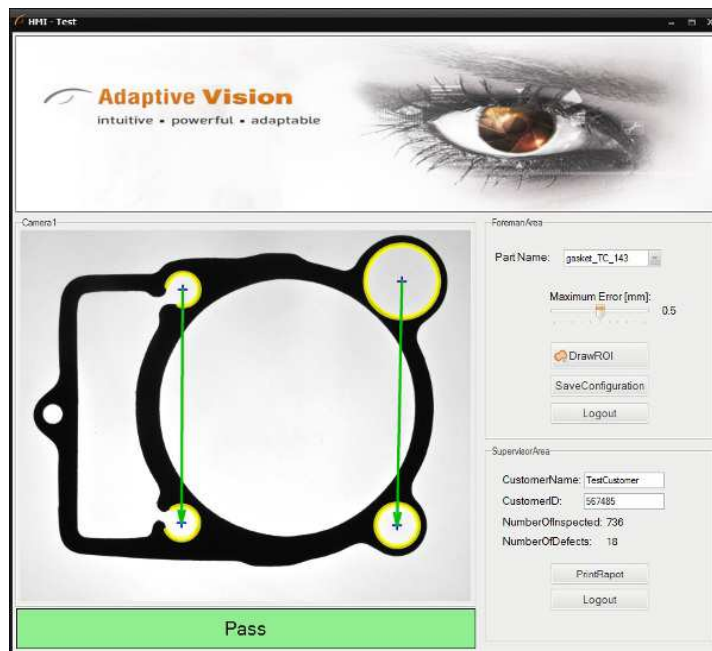 HMI - Test
Adaptive Vision
intuitive • powerful • adaptable
Camera1
ForemanArea
Part Name: gasket_TC_143
Maximum Error [mm]:
0.5
DrawROI
SaveConfiguration
Logout
SupervisorArea
CustomerName: TestCustomer
CustomerID: 567485
NumberOfInspected: 736
NumberOfDefects: 18
PrintRapot
Logout
Pass